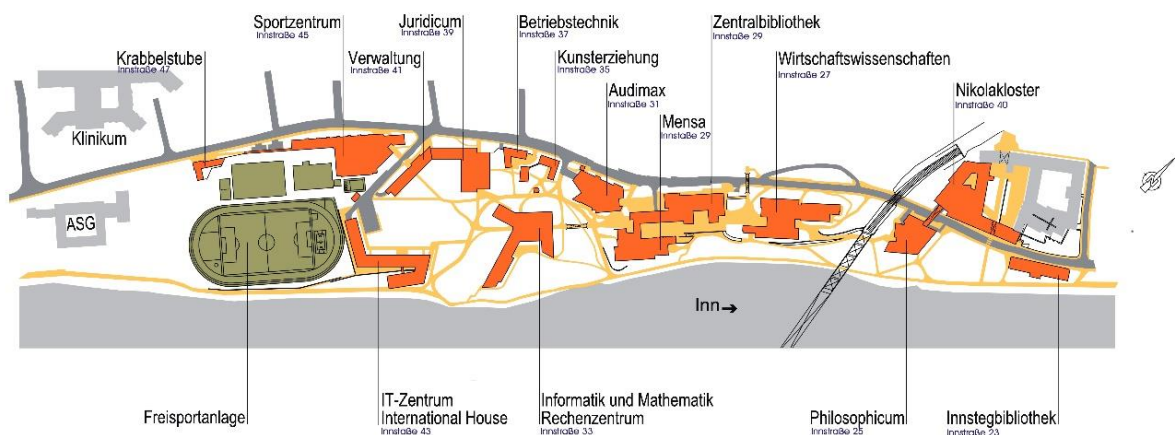 Sportzentrum
Innstraße 45
Juridicum
Innstraße 39
Betriebstechnik
Innstraße 37
Zentralbibliothek
Innstraße 29
Krabbelstube
Innstraße 47
Verwaltung
Innstraße 41
Kunsterziehung
Innstraße 35
Wirtschaftswissenschaften
Innstraße 27
Audimax
Innstraße 31
Nikolakloster
Innstraße 40
Mensa
Innstaße 29
Klinikum
ASG
Inn
Freisportanlage
IT-Zentrum
International House
Innstaße 43
Informatik und Mathematik
Rechenzentrum
Innstraße 33
Philosophicum
Innstraße 25
Innstegbibliothek
Innstraße 23